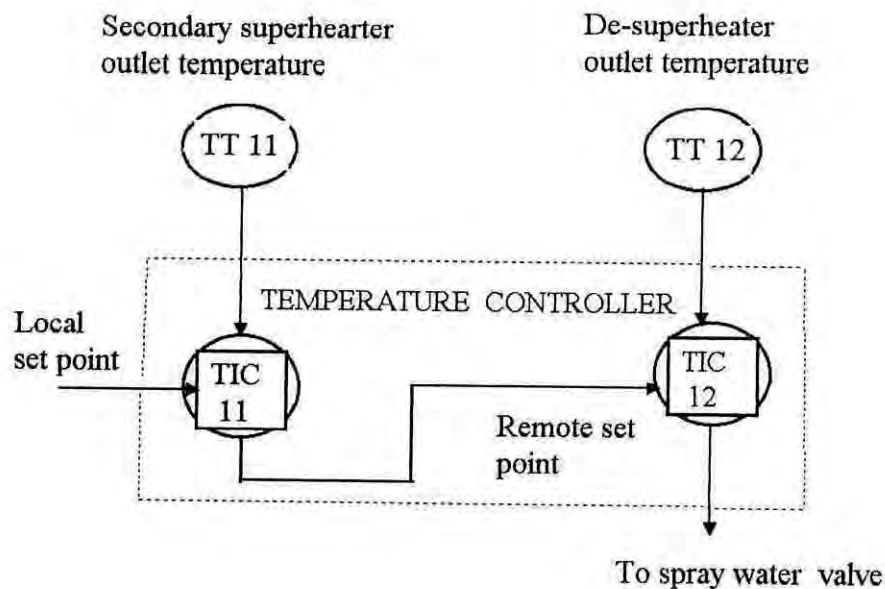 Secondary superhearter
outlet temperature
De-superheater
outlet temperature
TT 11
TT 12
TEMPERATURE CONTROLLER
Local
set point
TIC
11
TIC
12
Remote set
point
To spray water valve